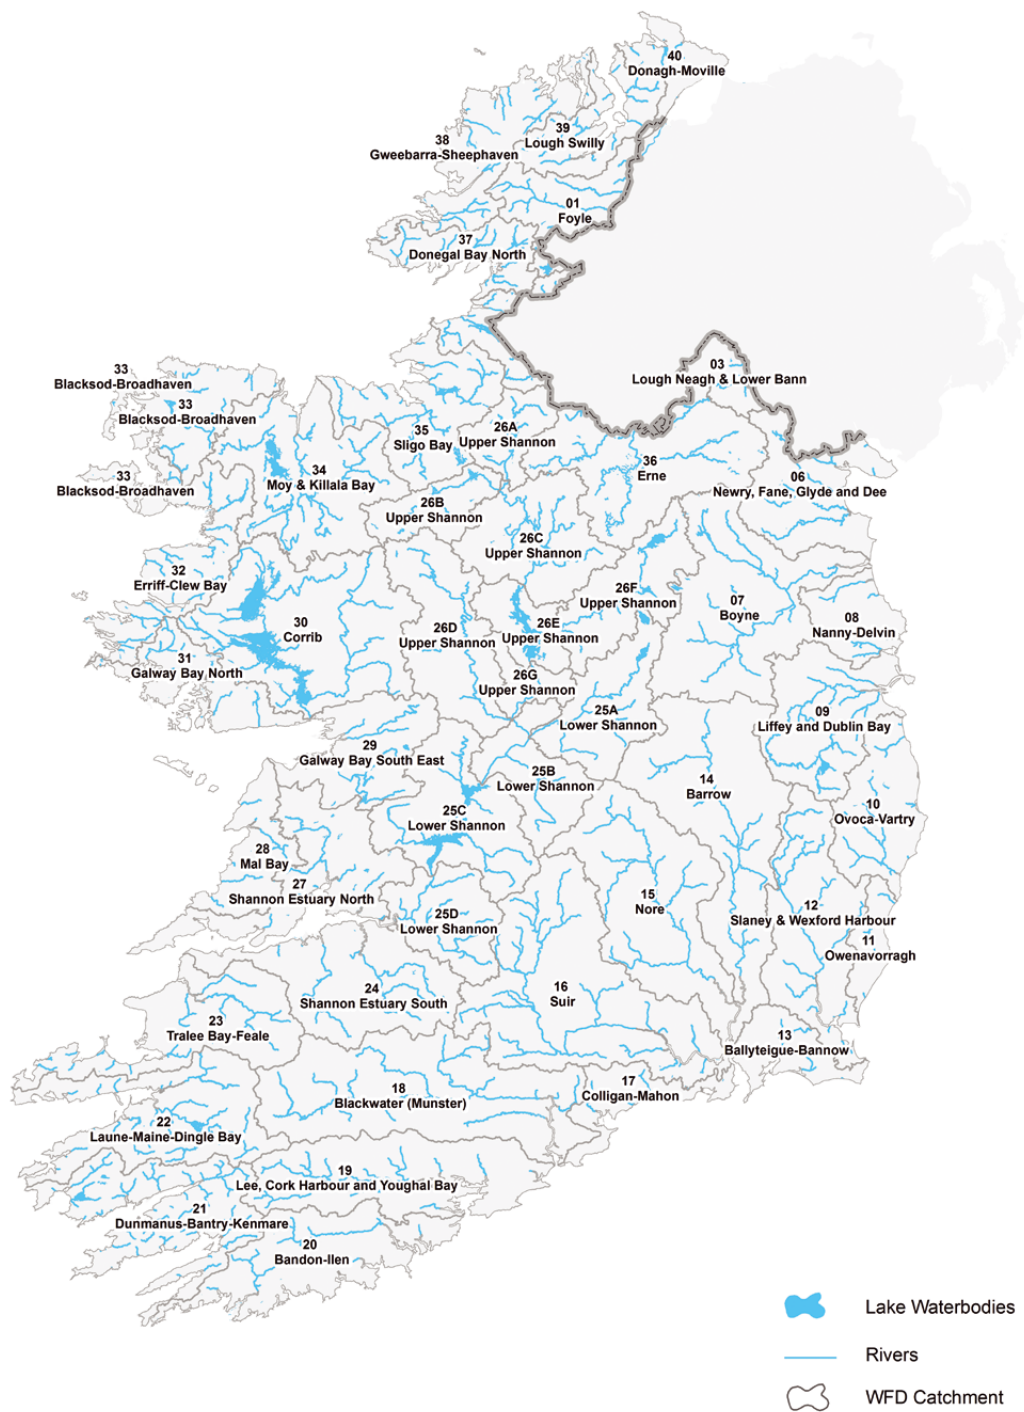 40
Donagh-Moville
39
Lough Swilly
38
Gweebarra-Sheephaven
01
Foyle
37
Donegal Bay North
03
Lough Neagh & Lower Bann
33
Blacksod-Broadhaven
33
Blacksod-Broadhaven
35
Sligo Bay
26A
Upper Shannon
36
Erne
34
Moy & Killala Bay
33
Blacksod-Broadhaven
06
Newry, Fane, Glyde and Dee
26B
Upper Shannon
26C
Upper Shannon
32
Erriff-Clew Bay
26F
Upper Shannon
07
Boyne
08
Nanny-Delvin
30
Corrib
26D
Upper Shannon
26E
Upper Shannon
31
Galway Bay North
26G
Upper Shannon
25A
Lower Shannon
09
Liffey and Dublin Bay
29
Galway Bay South East
25B
Lower Shannon
14
Barrow
10
Ovoca-Vartry
25C
Lower Shannon
28
Mal Bay
27
Shannon Estuary North
15
Nore
12
Slaney & Wexford Harbour
25D
Lower Shannon
11
Owenavorragh
24
Shannon Estuary South
16
Suir
23
Tralee Bay-Feale
13
Ballyteigue-Bannow
18
Blackwater (Munster)
17
Colligan-Mahon
22
Laune-Maine-Dingle Bay
19
Lee, Cork Harbour and Youghal Bay
21
Dunmanus-Bantry-Kenmare
20
Bandon-Ilen
Lake Waterbodies
Rivers
WFD Catchment